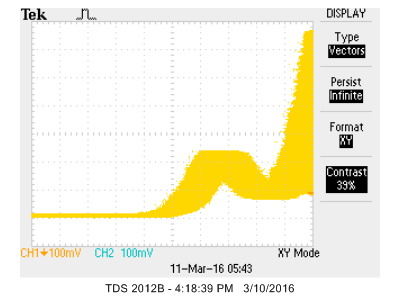 Tek
DISPLAY
Type
Vectors
Persist
Infinite
Format
XY
Contrast
39%
CH1 100mV CH2 100mV XY Mode
11-Mar-16 05:43
TDS 2012B - 4:18:39 PM 3/10/2016